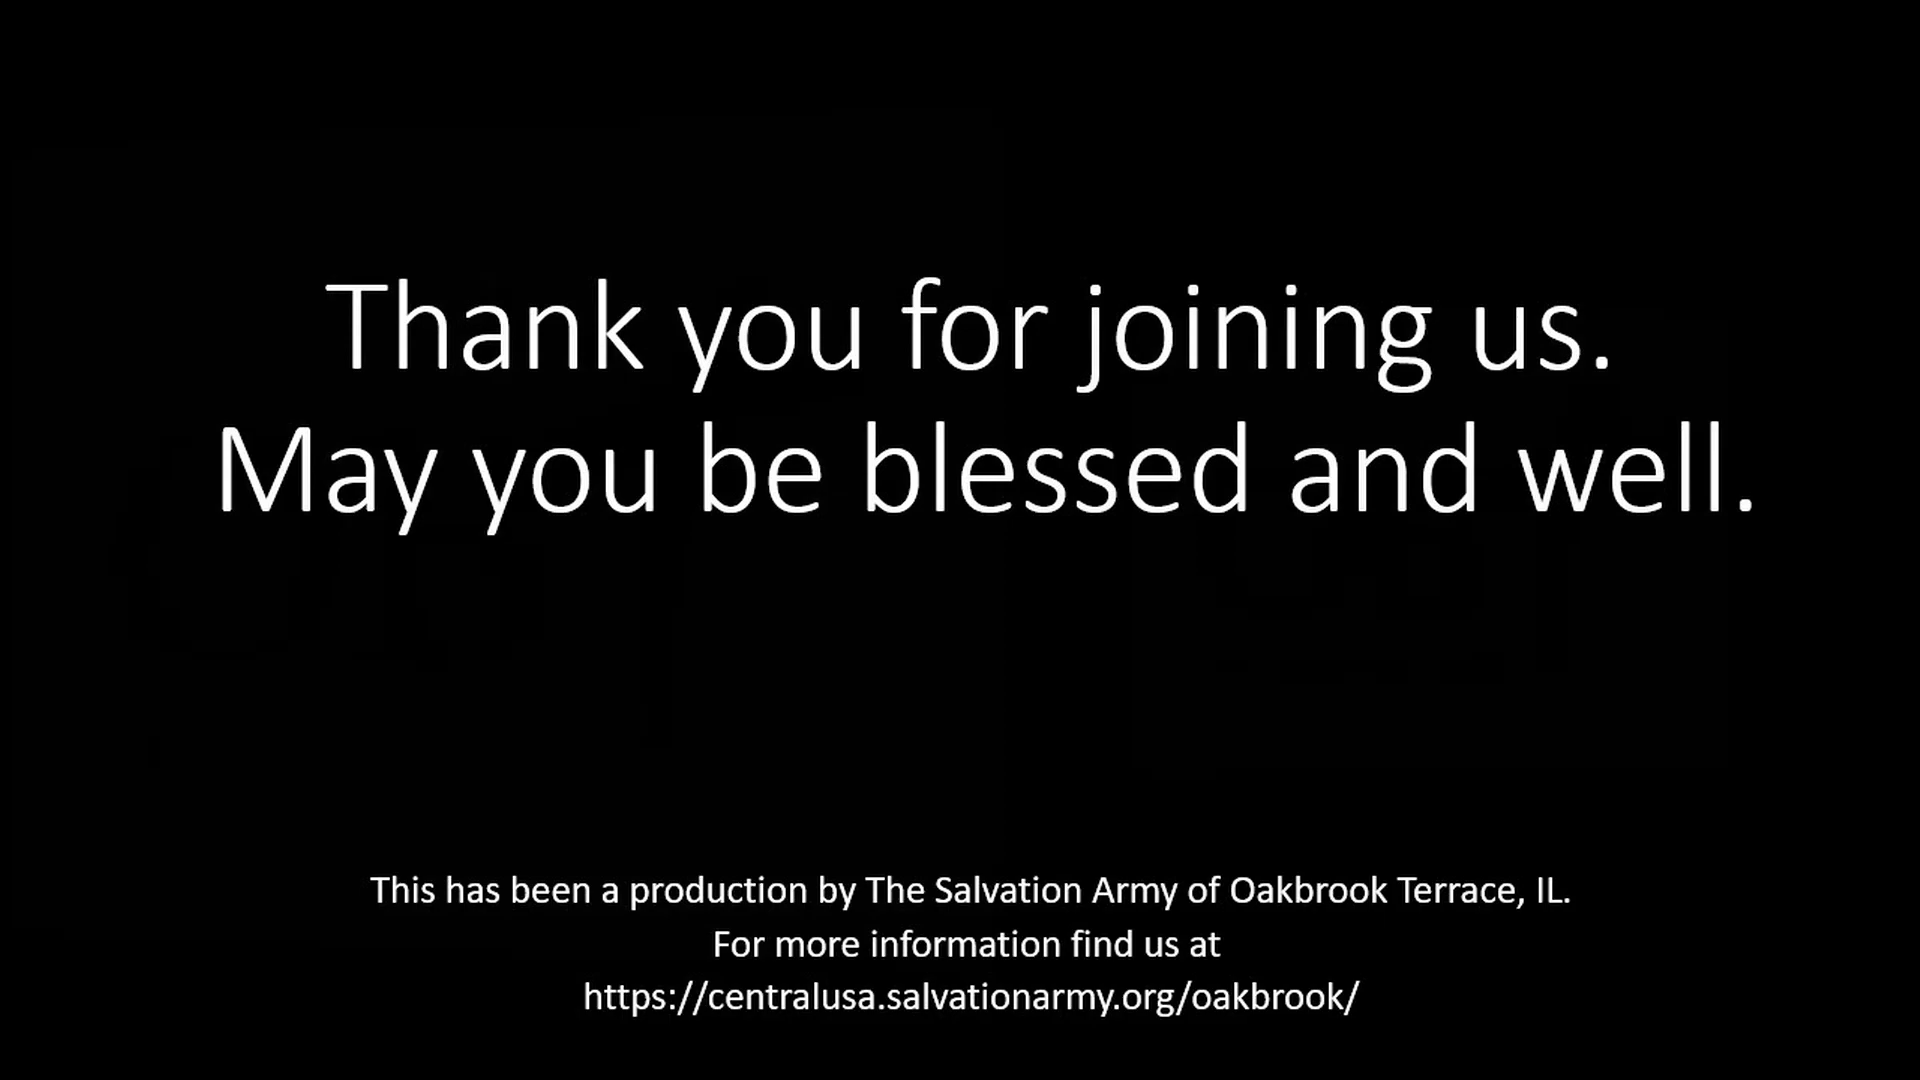 Thank you for joining us.
May you be blessed and well.
This has been a production by The Salvation Army of Oakbrook Terrace, IL.
For more information find us at
https://centralusa.salvationarmy.org/oakbrook/